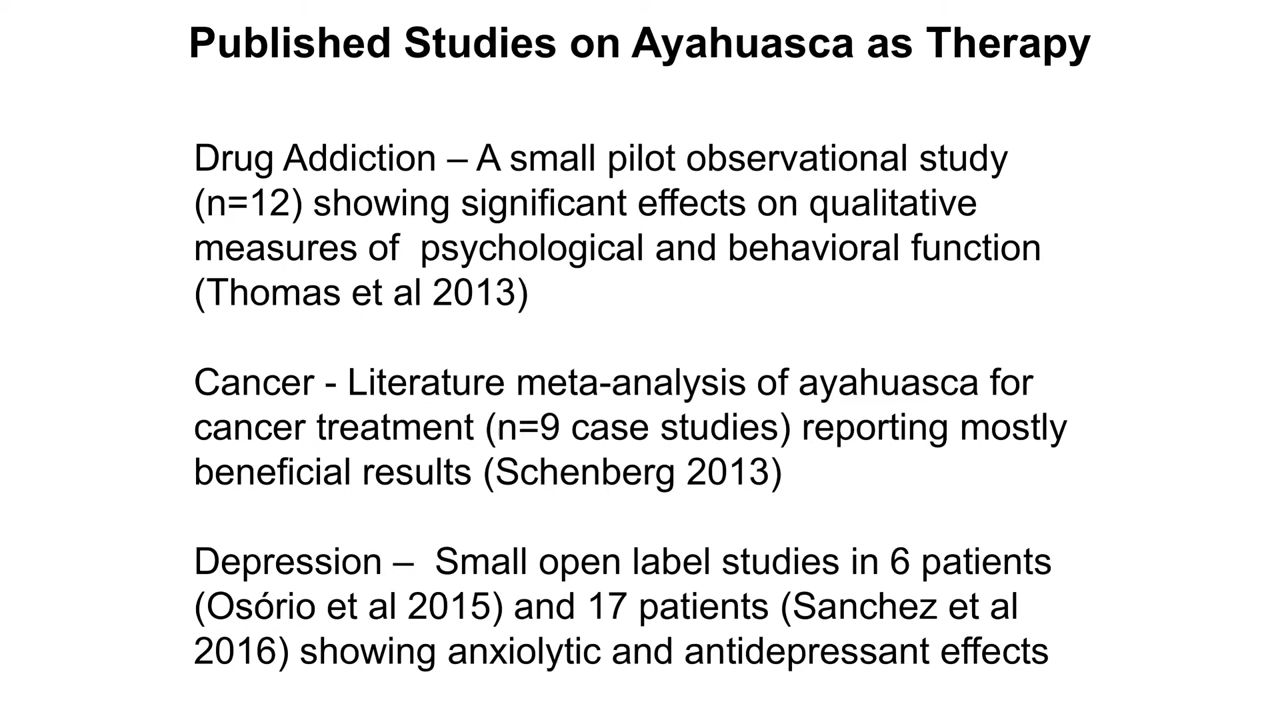 Published Studies on Ayahuasca as Therapy
Drug Addiction – A small pilot observational study
(n=12) showing significant effects on qualitative
measures of  psychological and behavioral function
(Thomas et al 2013)
Cancer - Literature meta-analysis of ayahuasca for
cancer treatment (n=9 case studies) reporting mostly
beneficial results (Schenberg 2013)
Depression –  Small open label studies in 6 patients
(Osório et al 2015) and 17 patients (Sanchez et al
2016) showing anxiolytic and antidepressant effects